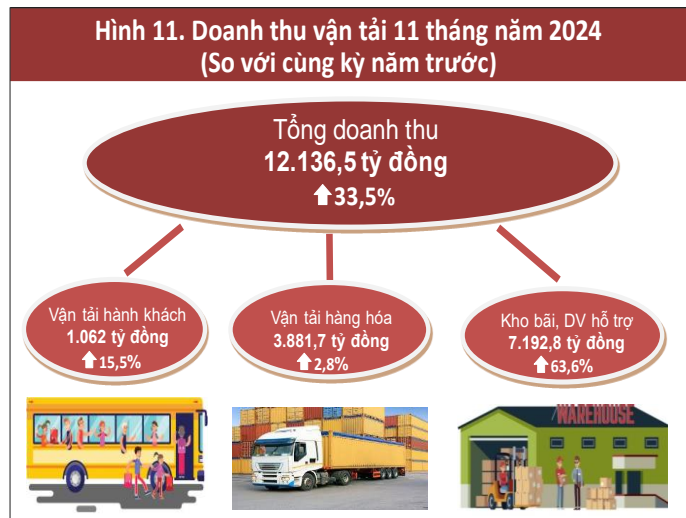 Hình 11. Doanh thu vận tải 11 tháng năm 2024
(So với cùng kỳ năm trước)
Tổng doanh thu
12.136,5 tỷ đồng
33,5%
Vận tải hành khách
1.062 tỷ đồng
15,5%
Vận tải hàng hóa
3.881,7 tỷ đồng
2,8%
Kho bãi, DV hỗ trợ
7.192,8 tỷ đồng
63,6%
WAREHOUSE